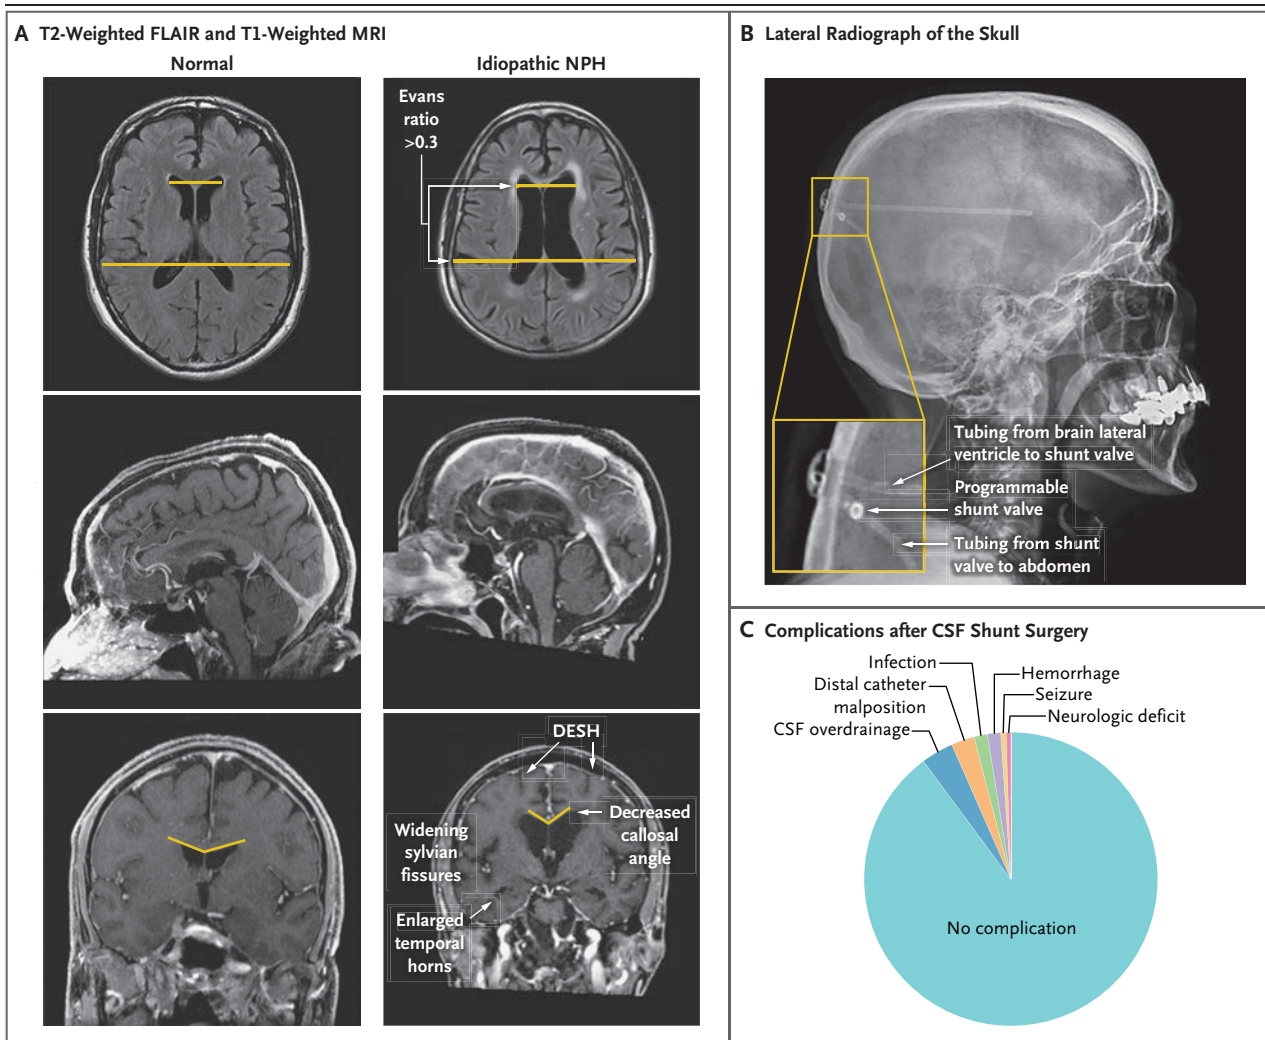 A T2-Weighted FLAIR and T1-Weighted MRI
Normal
Idiopathic NPH
Evans
ratio
>0.3
DESH
Decreased
callosal
angle
Widening
sylvian
fissures
Enlarged
temporal
horns
B Lateral Radiograph of the Skull
Tubing from brain lateral
ventricle to shunt valve
Programmable
shunt valve
Tubing from shunt
valve to abdomen
C Complications after CSF Shunt Surgery
Infection
Hemorrhage
Distal catheter
malposition
Seizure
Neurologic deficit
CSF overdrainage
No complication